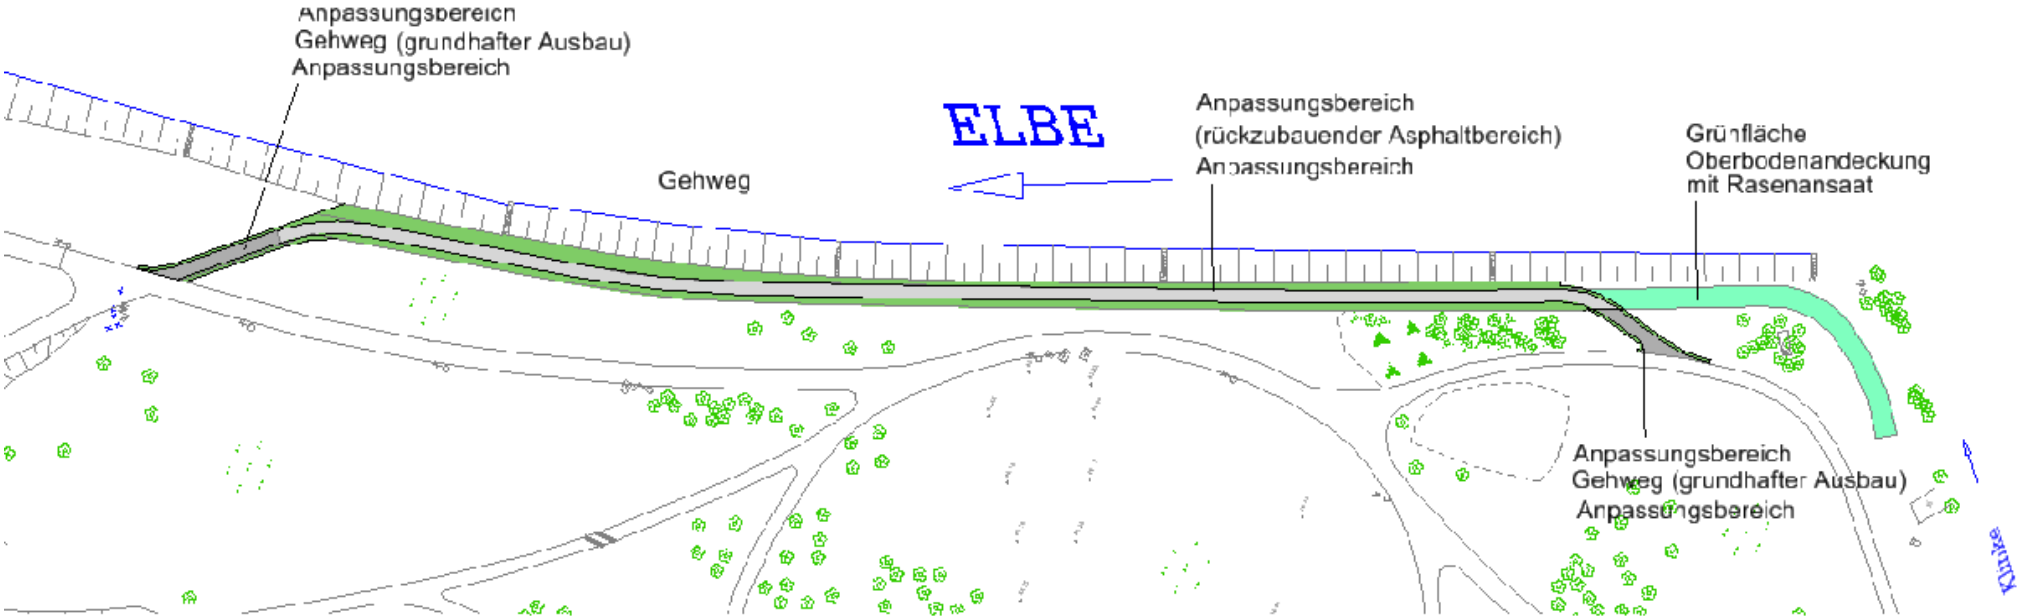 Anpassungsbereich
Gehweg (grundhafter Ausbau)
Anpassungsbereich
Gehweg
ELBE
Anpassungsbereich
(rückzubauender Asphaltbereich)
Anpassungsbereich
Grünfläche
Oberbodenandeckung
mit Rasenansaat
Anpassungsbereich
Gehweg (grundhafter Ausbau)
Anpassungsbereich